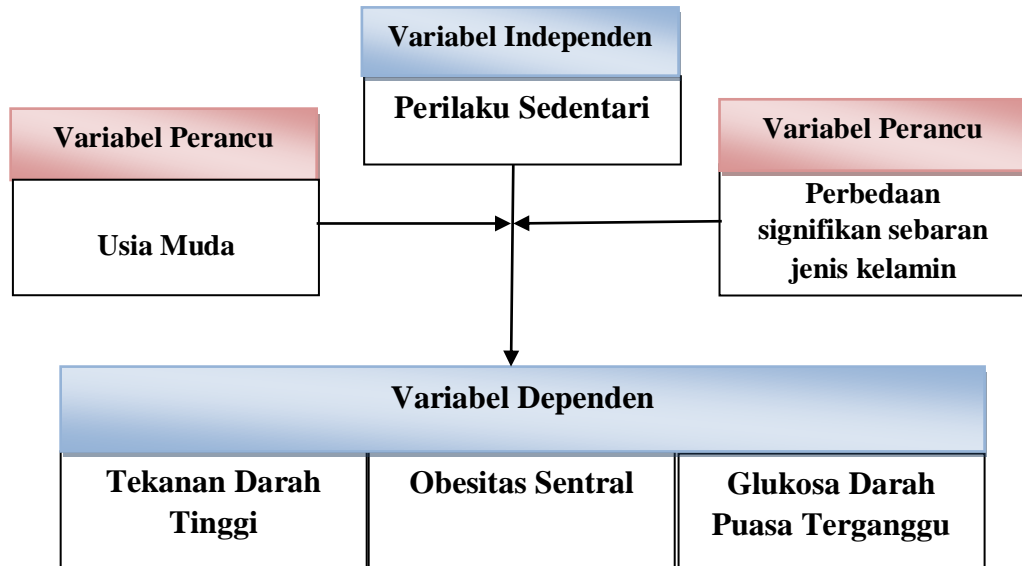 Variabel Independen
Perilaku Sedentari
Variabel Perancu
Usia Muda
Variabel Perancu
Perbedaan
signifikan sebaran
jenis kelamin
Variabel Dependen
Tekanan Darah
Tinggi
Obesitas Sentral
Glukosa Darah
Puasa Terganggu